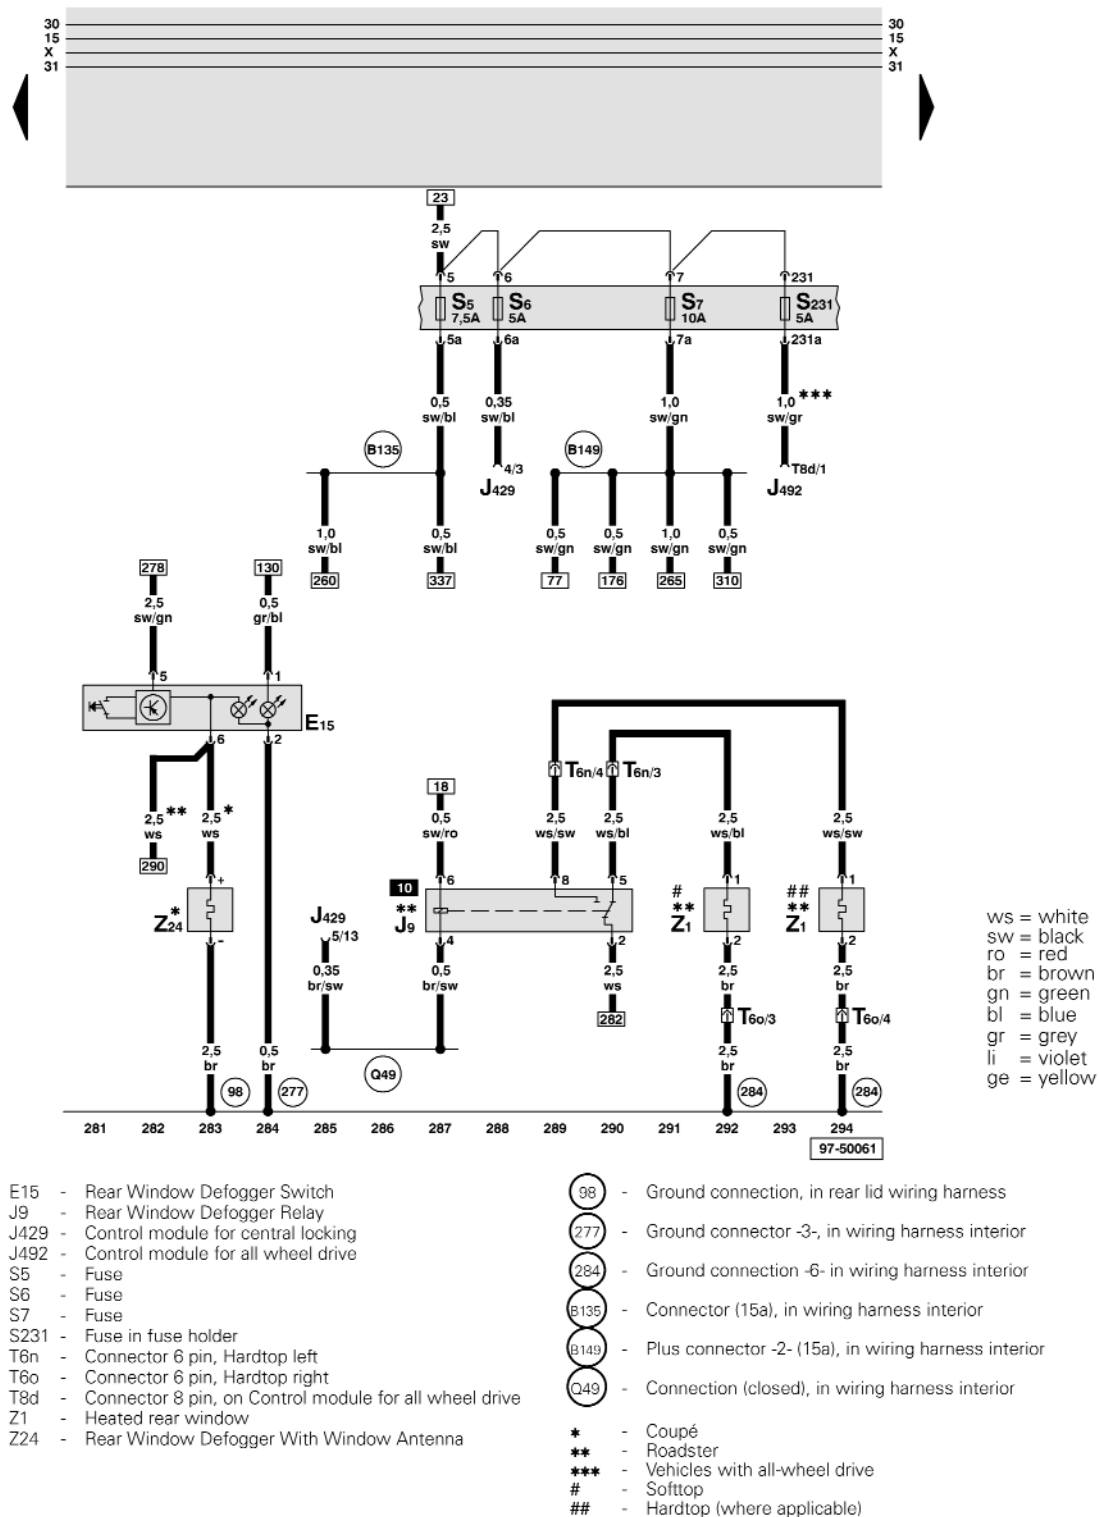 30 30
15 15
X X
31 31
23
2,5
sw
5 6 7 231
S5 S6 S7 S231
7,5A 5A 10A 5A
5a 6a 7a 231a
0,5 0,35 1,0 1,0 ***
sw/bl sw/bl sw/gn sw/gr
B135 B149
4/3 T8d/1
J429 J492
1,0 0,5 0,5 0,5 1,0 0,5
sw/bl sw/bl sw/gn sw/gn sw/gn sw/gn
260 337 77 176 265 310
278 130
2,5 0,5
sw/gn gr/bl
5 1
E15
6 2
T6n/4 T6n/3
18
2,5 ** 2,5 * 0,5 2,5 2,5 2,5 2,5
ws ws sw/ro ws/sw ws/bl ws/bl ws/sw
290
+ 6 8 5 1 1
10 # ##
* ** ** **
Z24 J9 Z1 Z1
- 4 2 2 2
J429
5/13
0,35 0,5 2,5 2,5 2,5
br/sw br/sw ws br br
282 T6o/3 T6o/4
2,5 0,5 2,5 2,5
br br br br
98 277 Q49 284 284
281 282 283 284 285 286 287 288 289 290 291 292 293 294
97-50061
ws = white
sw = black
ro = red
br = brown
gn = green
bl = blue
gr = grey
li = violet
ge = yellow
E15 - Rear Window Defogger Switch
J9 - Rear Window Defogger Relay
J429 - Control module for central locking
J492 - Control module for all wheel drive
S5 - Fuse
S6 - Fuse
S7 - Fuse
S231 - Fuse in fuse holder
T6n - Connector 6 pin, Hardtop left
T6o - Connector 6 pin, Hardtop right
T8d - Connector 8 pin, on Control module for all wheel drive
Z1 - Heated rear window
Z24 - Rear Window Defogger With Window Antenna
98 - Ground connection, in rear lid wiring harness
277 - Ground connector -3-, in wiring harness interior
284 - Ground connection -6- in wiring harness interior
B135 - Connector (15a), in wiring harness interior
B149 - Plus connector -2- (15a), in wiring harness interior
Q49 - Connection (closed), in wiring harness interior
* - Coupé
** - Roadster
*** - Vehicles with all-wheel drive
# - Softtop
## - Hardtop (where applicable)